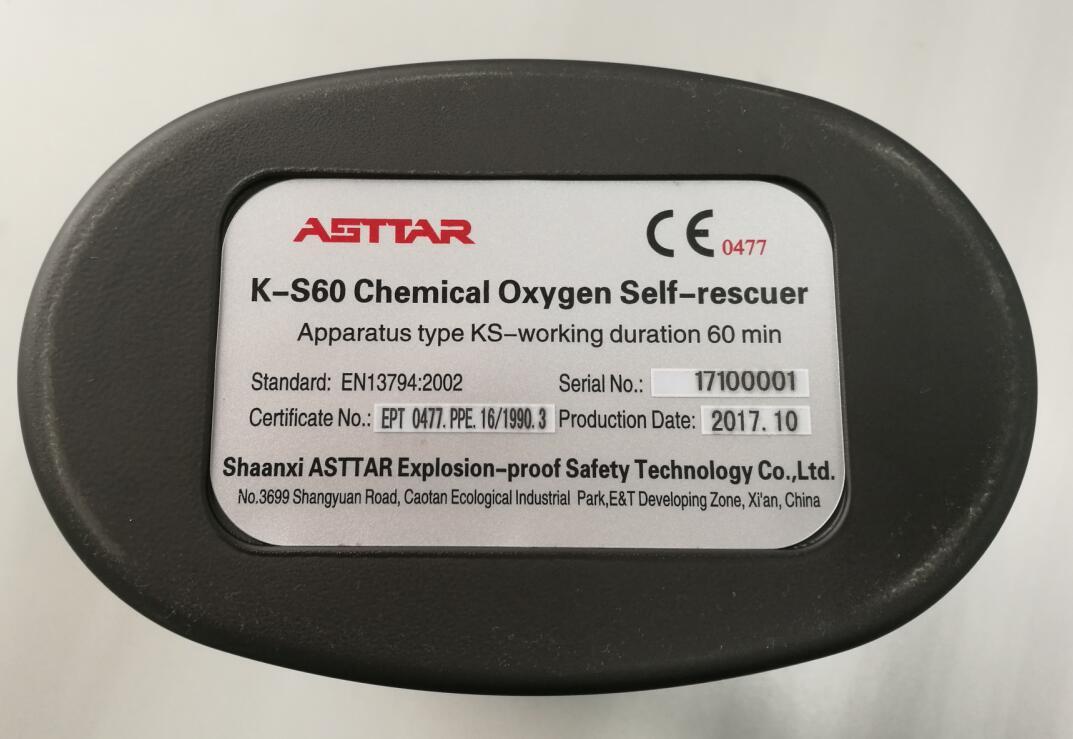 ASTTAR CE 0477
K-S60 Chemical Oxygen Self-rescuer
Apparatus type KS-working duration 60 min
Standard: EN13794:2002 Serial No.: 17100001
Certificate No.: EPT 0477.PPE.16/1990.3 Production Date: 2017.10
Shaanxi ASTTAR Explosion-proof Safety Technology Co.,Ltd.
No.3699 Shangyuan Road, Caotan Ecological Industrial Park,E&T Developing Zone, Xi'an, China